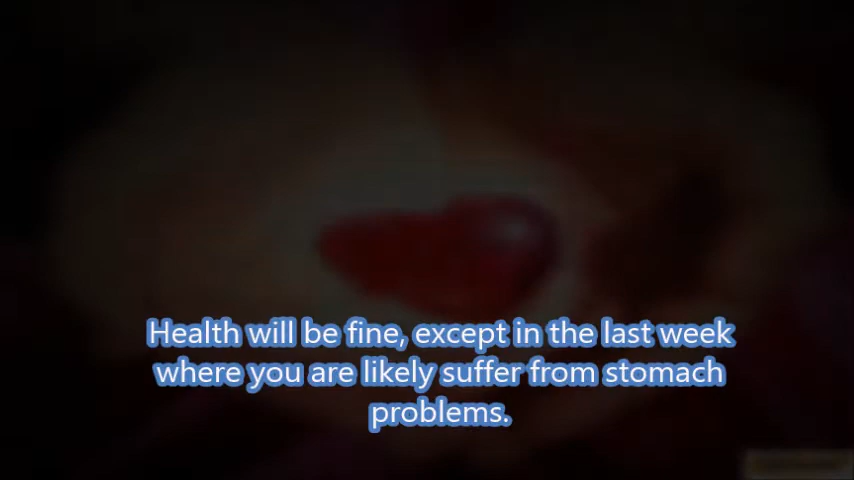 Health will be fine, except in the last week
where you are likely suffer from stomach
problems.